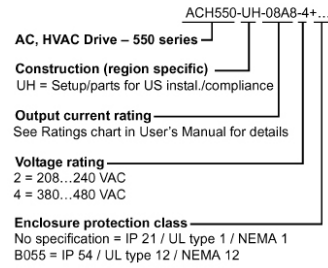 ACH550-UH-08A8-4+...
AC, HVAC Drive – 550 series
Construction (region specific)
UH = Setup/parts for US instal./compliance
Output current rating
See Ratings chart in User's Manual for details
Voltage rating
2 = 208…240 VAC
4 = 380…480 VAC
Enclosure protection class
No specification = IP 21 / UL type 1 / NEMA 1
B055 = IP 54 / UL type 12 / NEMA 12